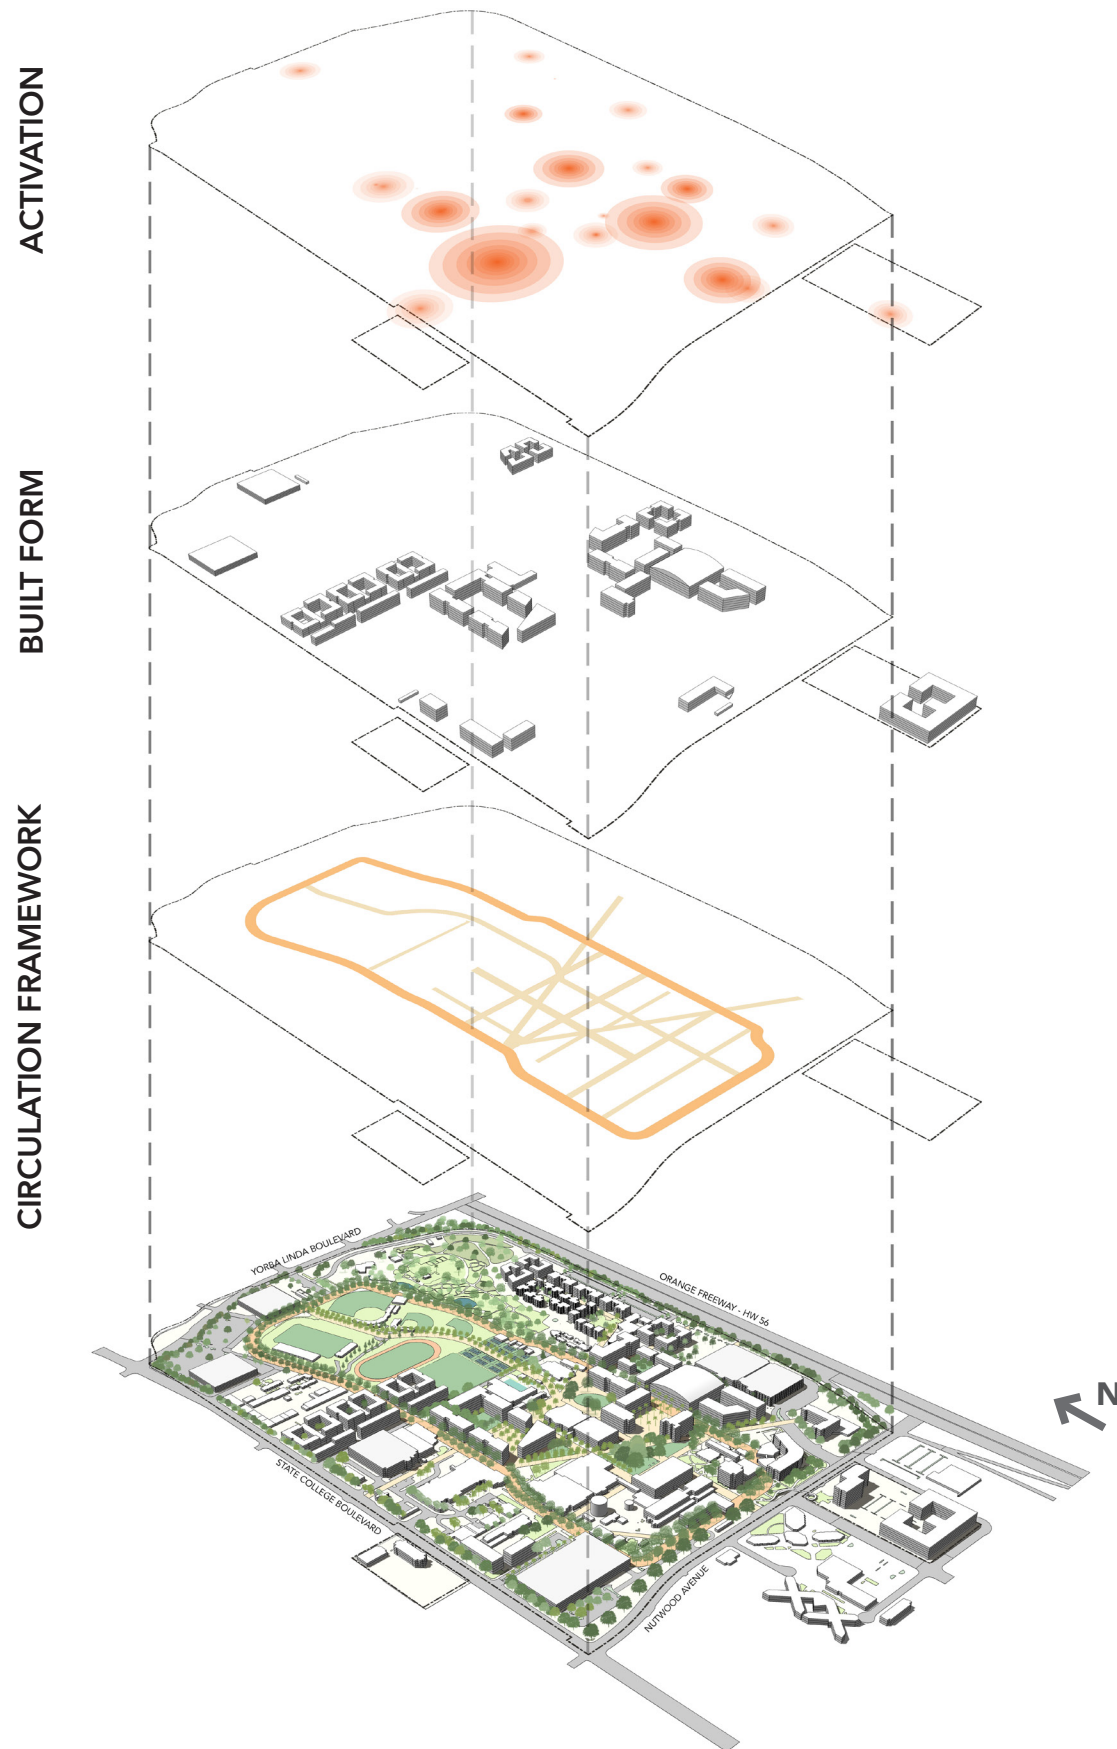 ACTIVATION
BUILT FORM
CIRCULATION FRAMEWORK
YORBA LINDA BOULEVARD
ORANGE FREEWAY - HW 56
N
STATE COLLEGE BOULEVARD
NUTWOOD AVENUE